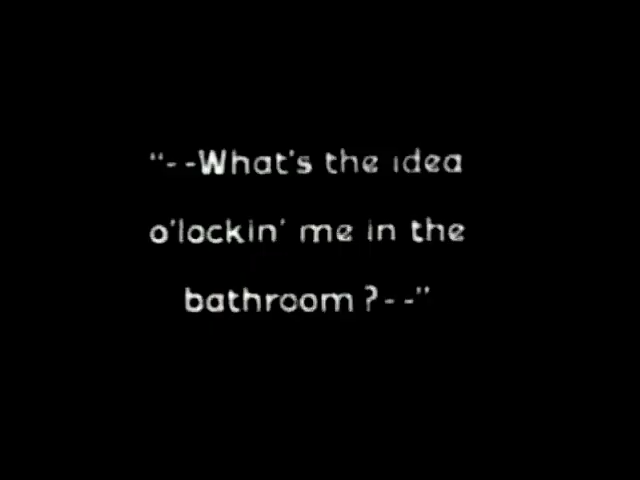 "--What's the idea
o'lockin' me in the
bathroom?--"